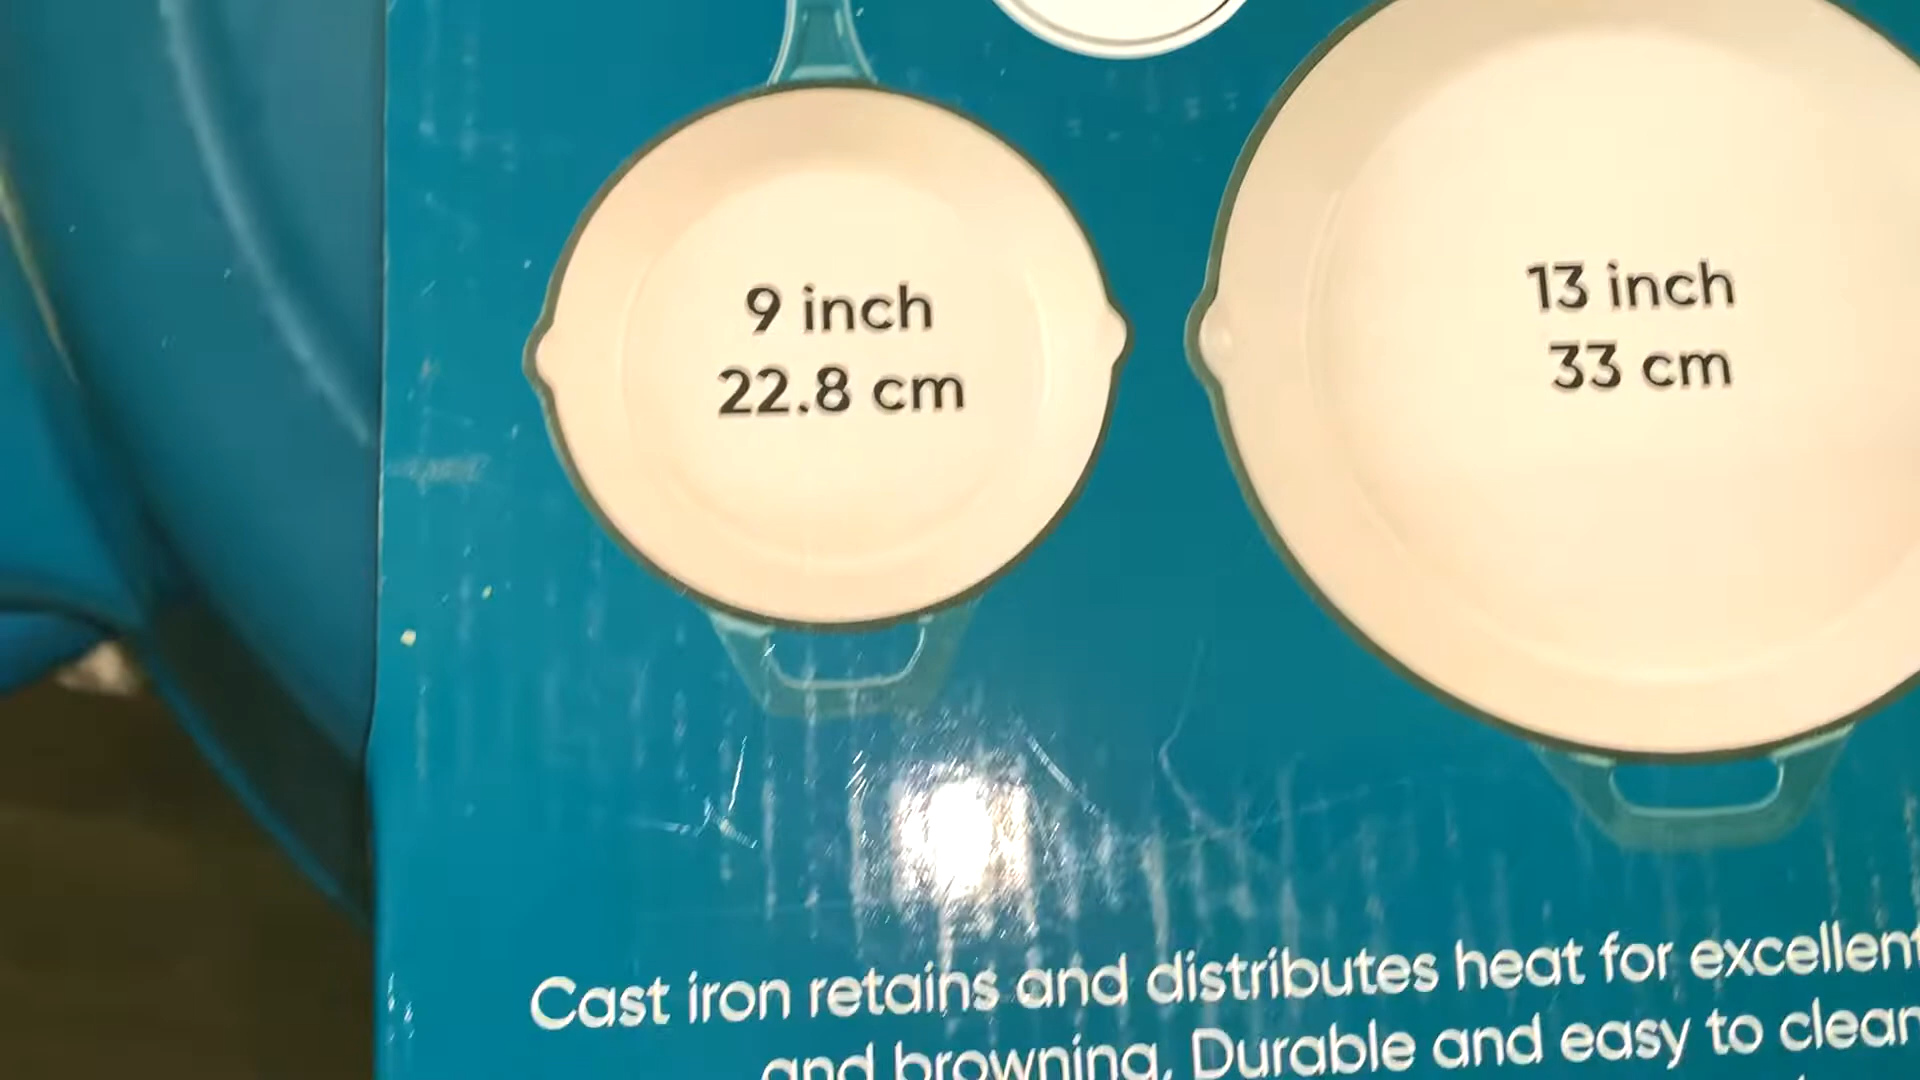 9 inch
22.8 cm
13 inch
33 cm
Cast iron retains and distributes heat for excellent
and browning. Durable and easy to clean